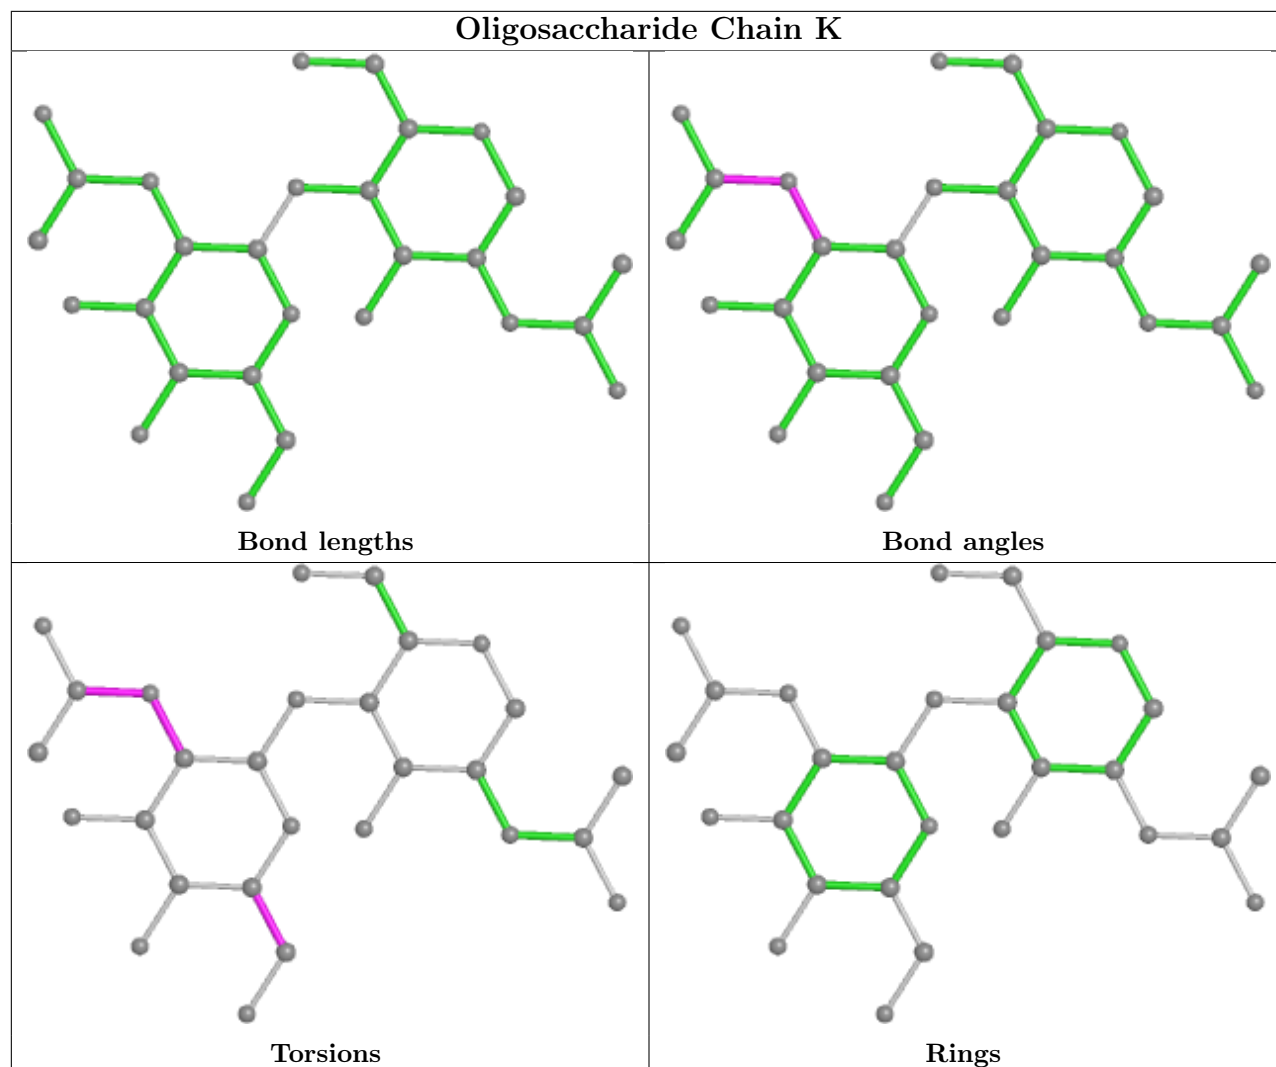 Oligosaccharide Chain K
Bond lengths
Bond angles
Torsions
Rings